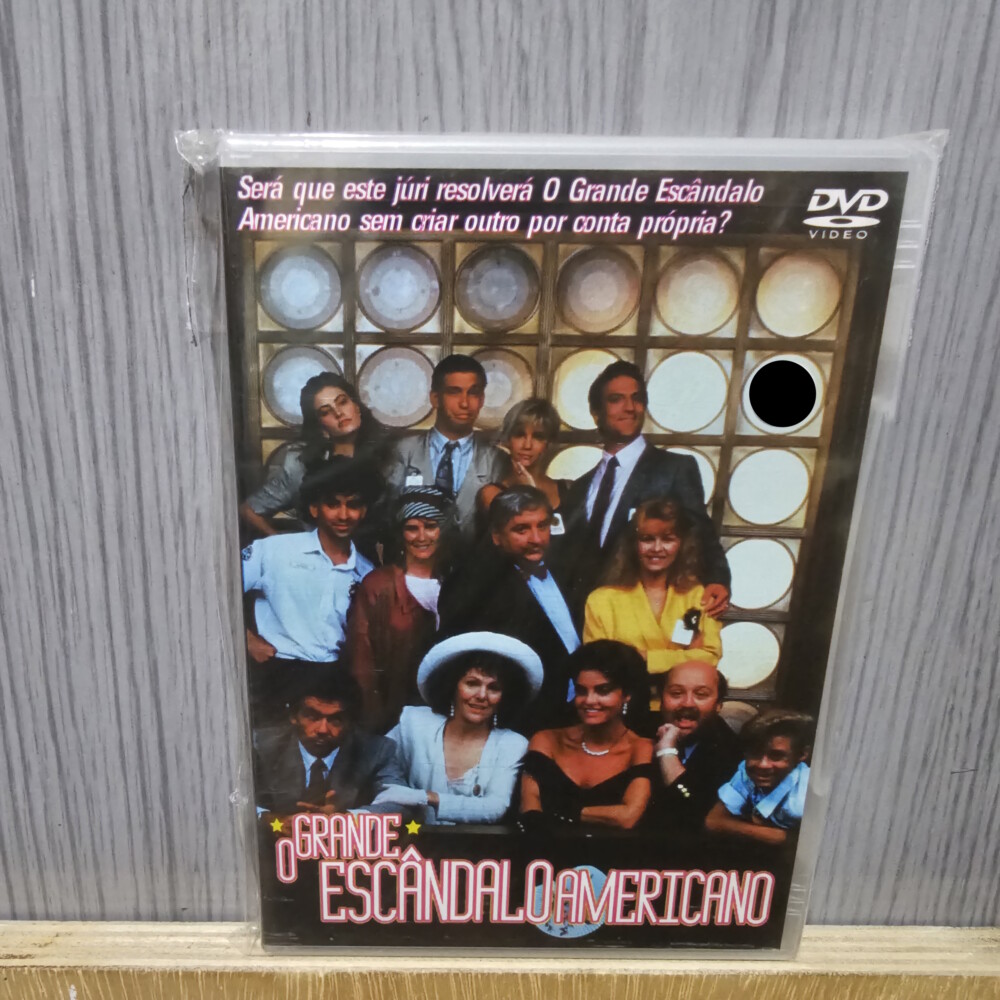 Será que este júri resolverá O Grande Escândalo
Americano sem criar outro por conta própria?
DVD
VIDEO
O GRANDE
ESCÂNDALO AMERICANO